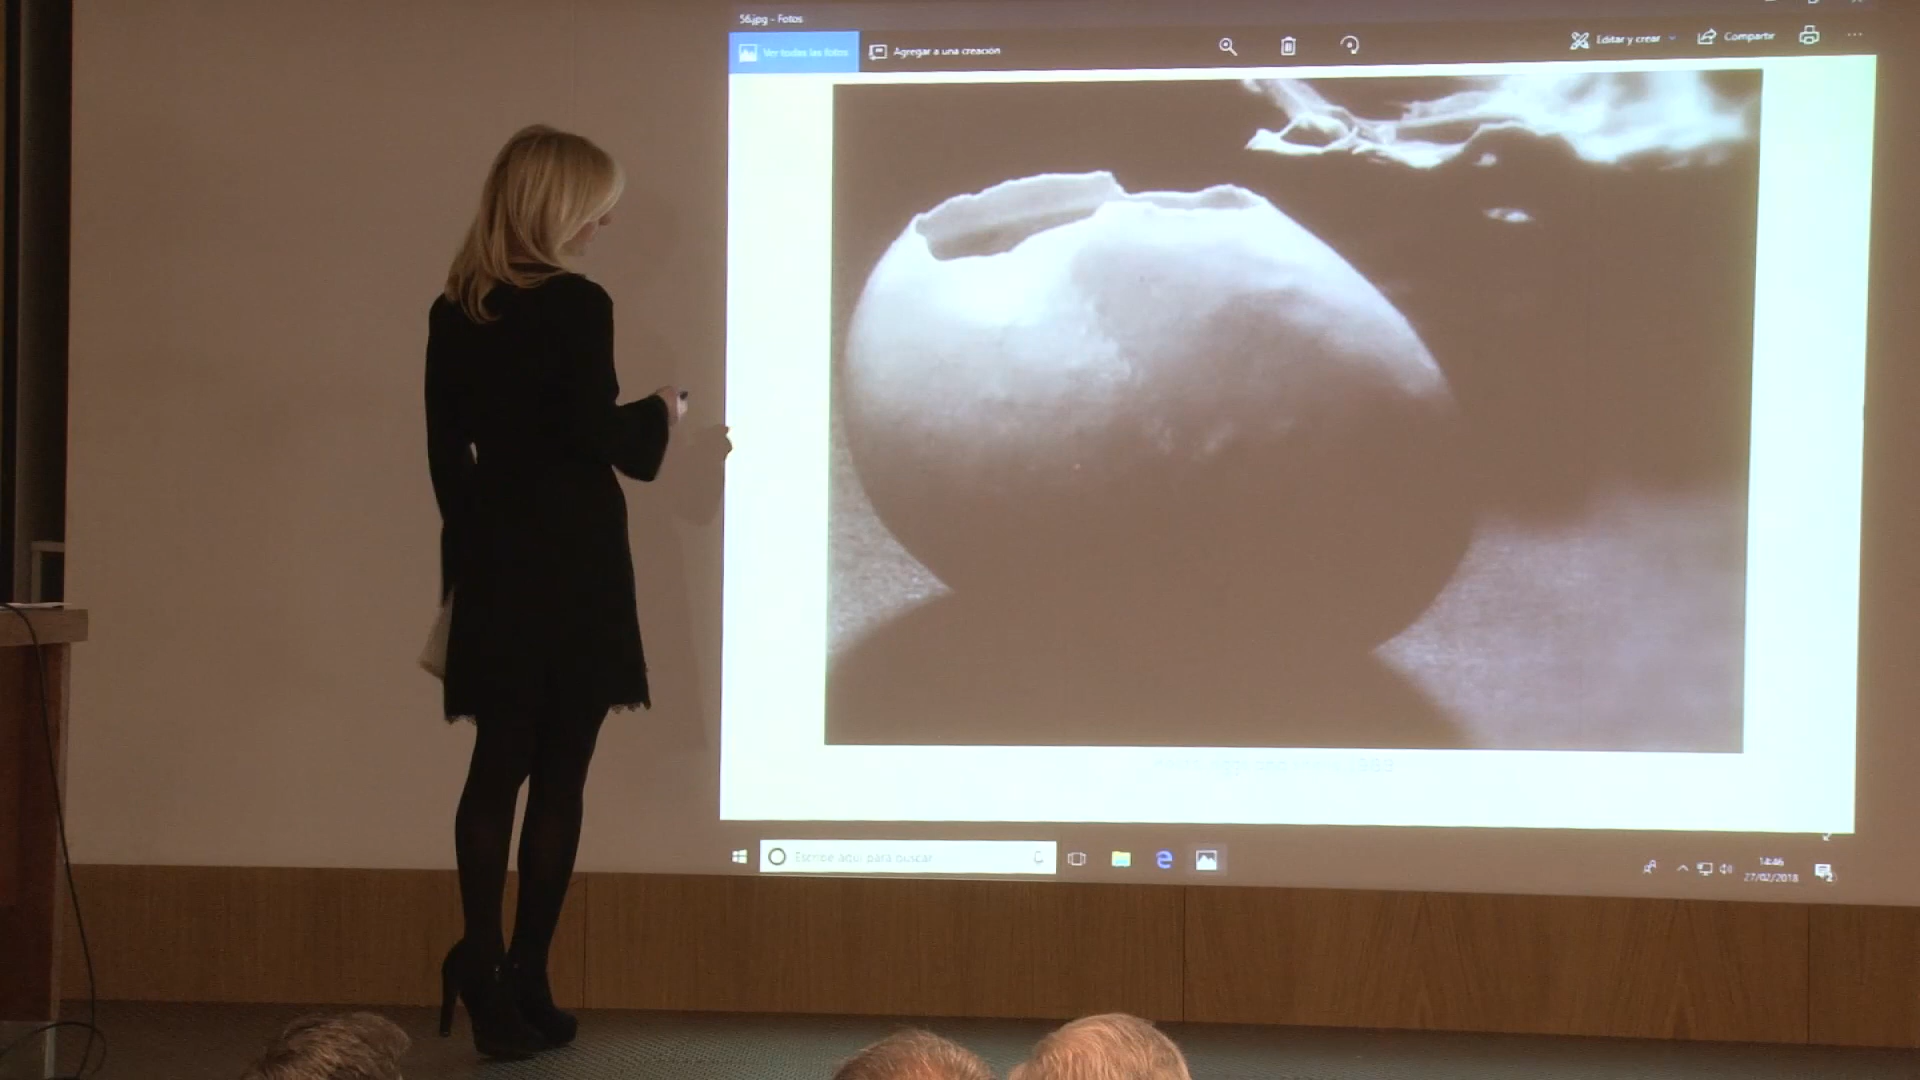 56.jpg - Fotos
Ver todas las fotos
Agregar a una creación
Editar y crear
Compartir
Escribe aquí para buscar
14:46
27/02/2018